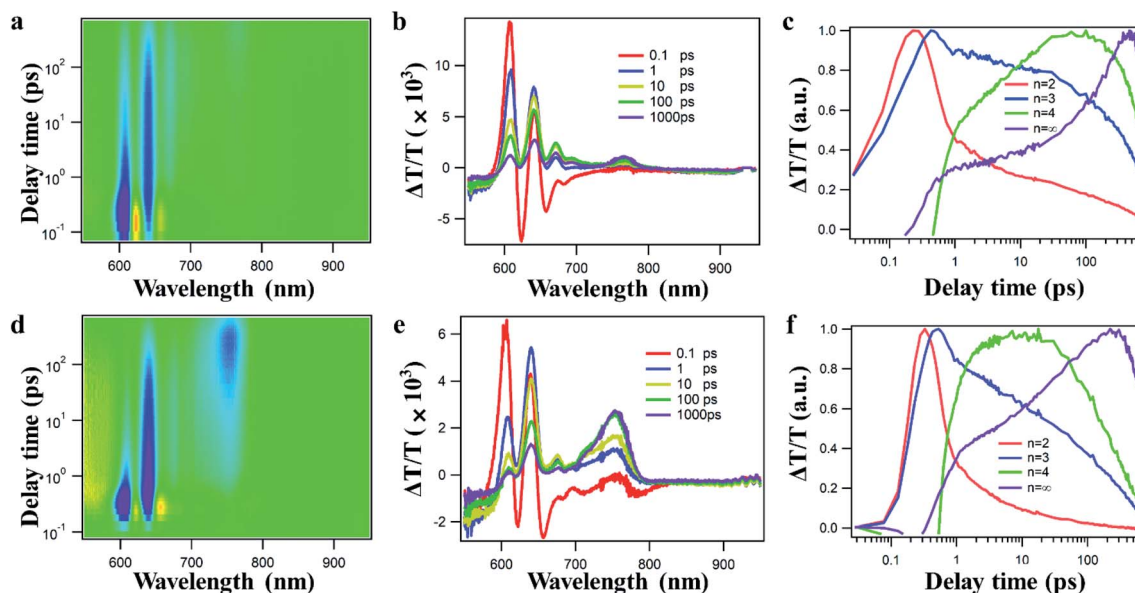 a
Delay time (ps)
10²
10¹
10⁰
10⁻¹
600 700 800 900
Wavelength (nm)
b
ΔT/T ( × 10³)
10
5
0
-5
0.1 ps
1 ps
10 ps
100 ps
1000ps
600 700 800 900
Wavelength (nm)
c
ΔT/T (a.u.)
1.0
0.8
0.6
0.4
0.2
0.0
n=2
n=3
n=4
n=∞
0.1 1 10 100
Delay time (ps)
d
Delay time (ps)
10²
10¹
10⁰
10⁻¹
600 700 800 900
Wavelength (nm)
e
ΔT/T ( × 10³)
6
4
2
0
-2
0.1 ps
1 ps
10 ps
100 ps
1000ps
600 700 800 900
Wavelength (nm)
f
ΔT/T (a.u.)
1.0
0.8
0.6
0.4
0.2
0.0
n=2
n=3
n=4
n=∞
0.1 1 10 100
Delay time (ps)